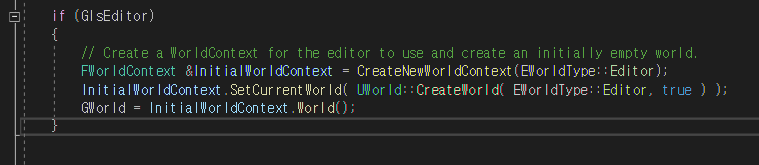 if (GIsEditor)
{
// Create a WorldContext for the editor to use and create an initially empty world.
FWorldContext &InitialWorldContext = CreateNewWorldContext(EWorldType::Editor);
InitialWorldContext.SetCurrentWorld( UWorld::CreateWorld( EWorldType::Editor, true ) );
GWorld = InitialWorldContext.World();
}